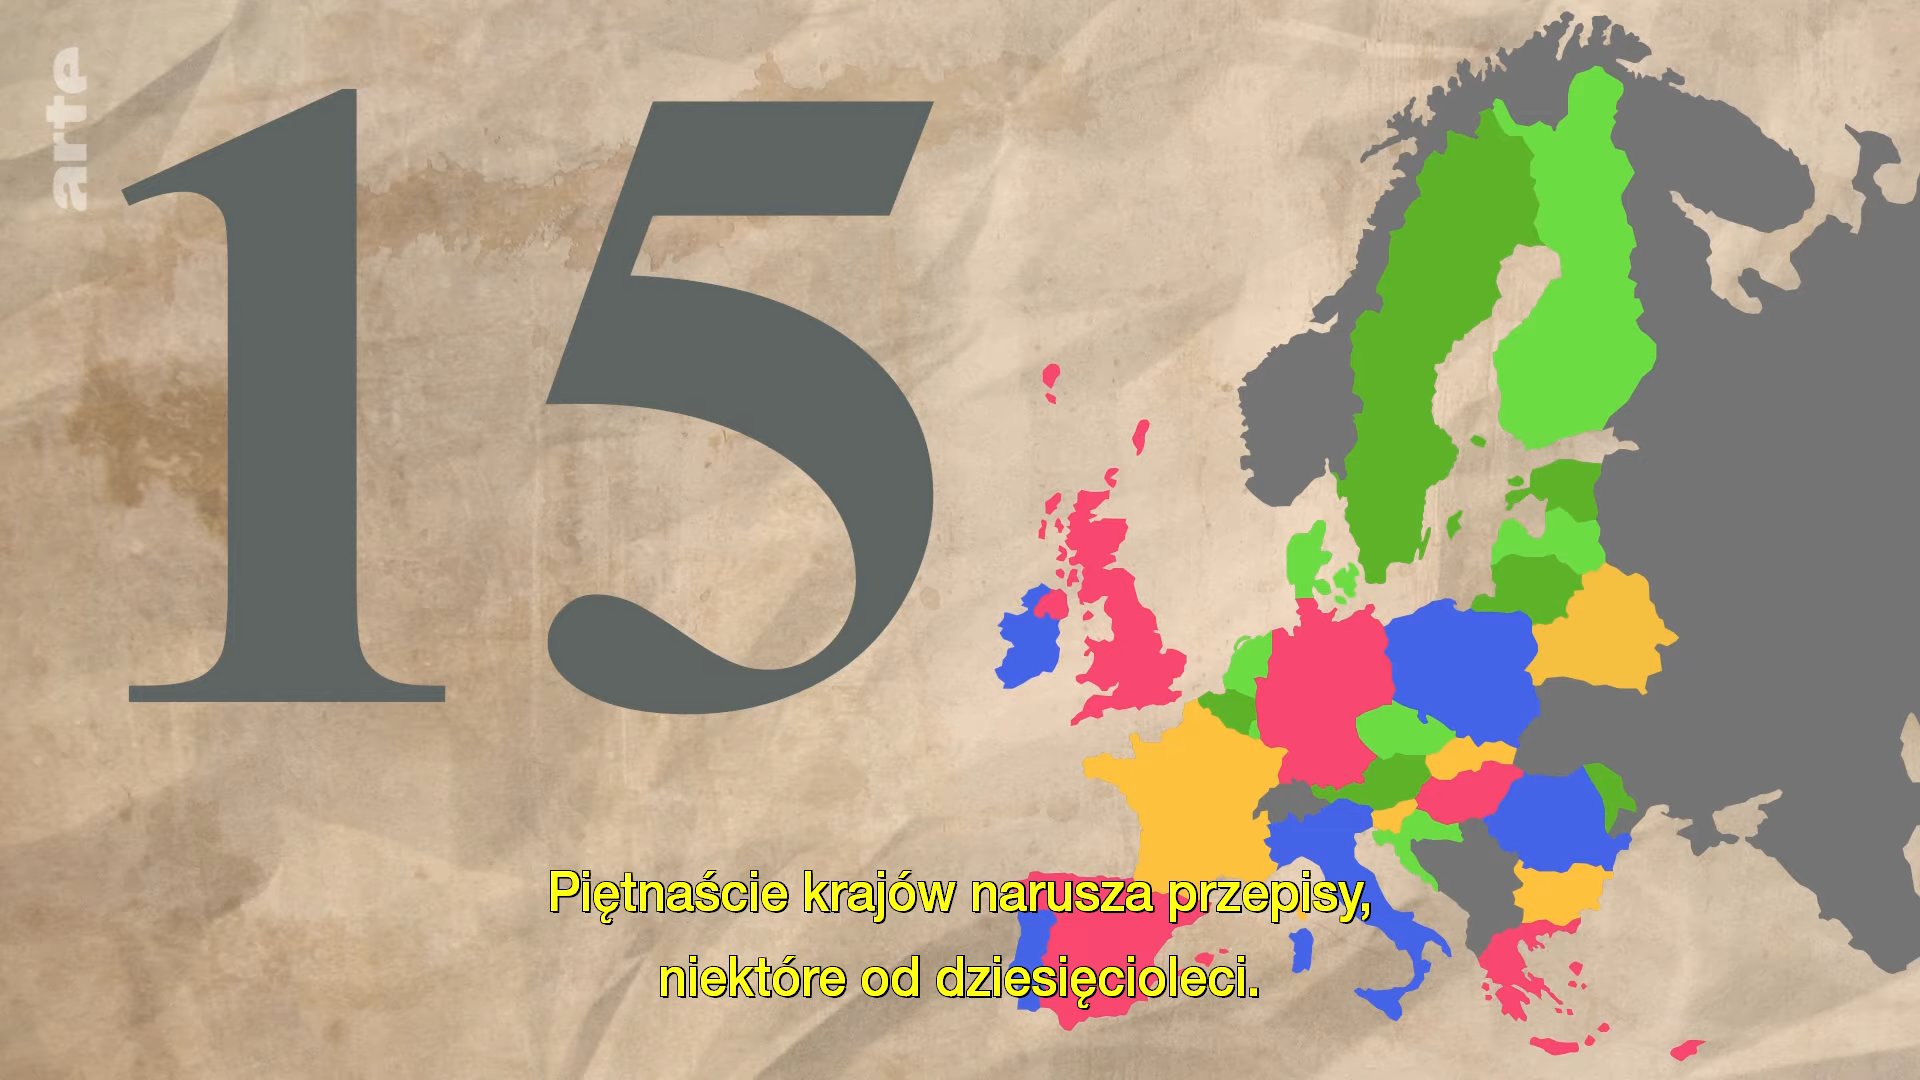 arte
15
Piętnaście krajów narusza przepisy,
niektóre od dziesięcioleci.